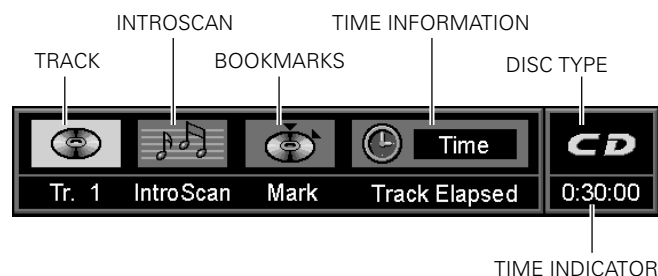 INTROSCAN TIME INFORMATION
TRACK BOOKMARKS DISC TYPE
Time CD
Tr. 1 IntroScan Mark Track Elapsed 0:30:00
TIME INDICATOR